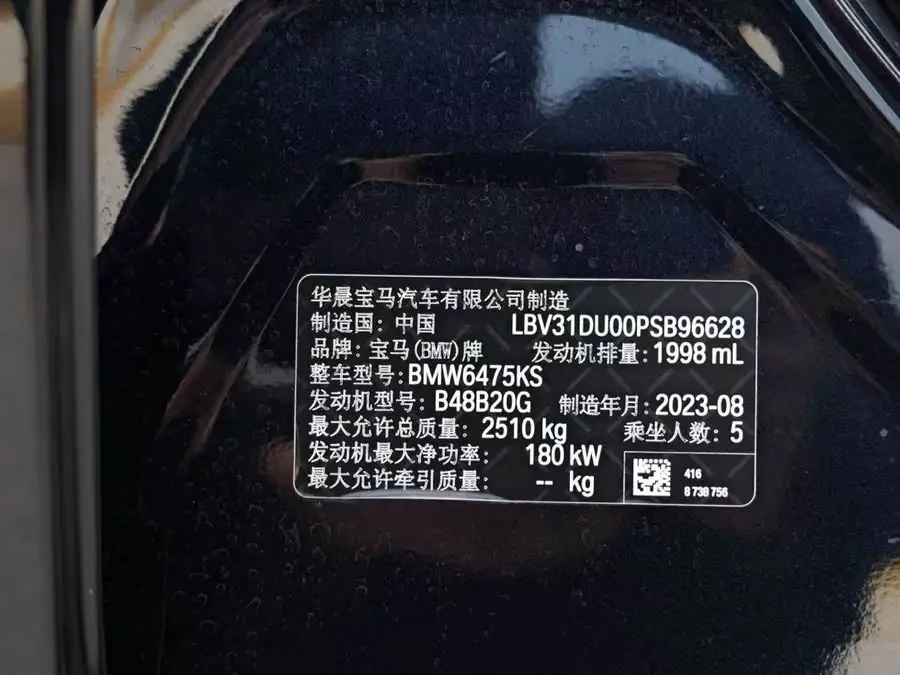 华晨宝马汽车有限公司制造
制造国：中国 LBV31DU00PSB96628
品牌：宝马(BMW)牌 发动机排量：1998 mL
整车型号：BMW6475KS
发动机型号：B48B20G 制造年月：2023-08
最大允许总质量：2510 kg 乘坐人数：5
发动机最大净功率：180 kW
最大允许牵引质量：-- kg
416
8 738 756